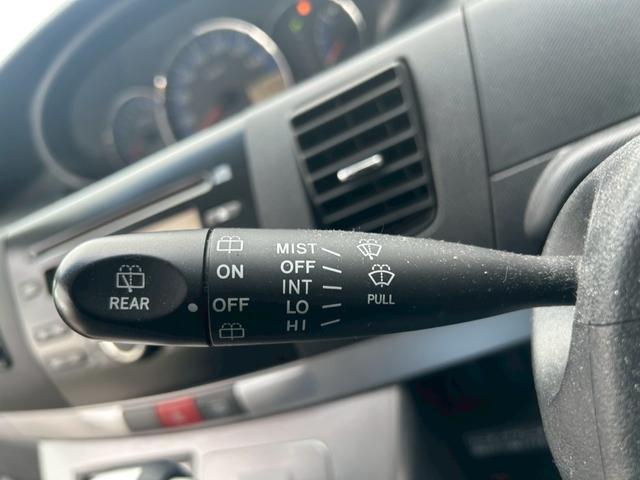 REAR
ON
OFF
MIST
OFF
INT
LO
HI
PULL